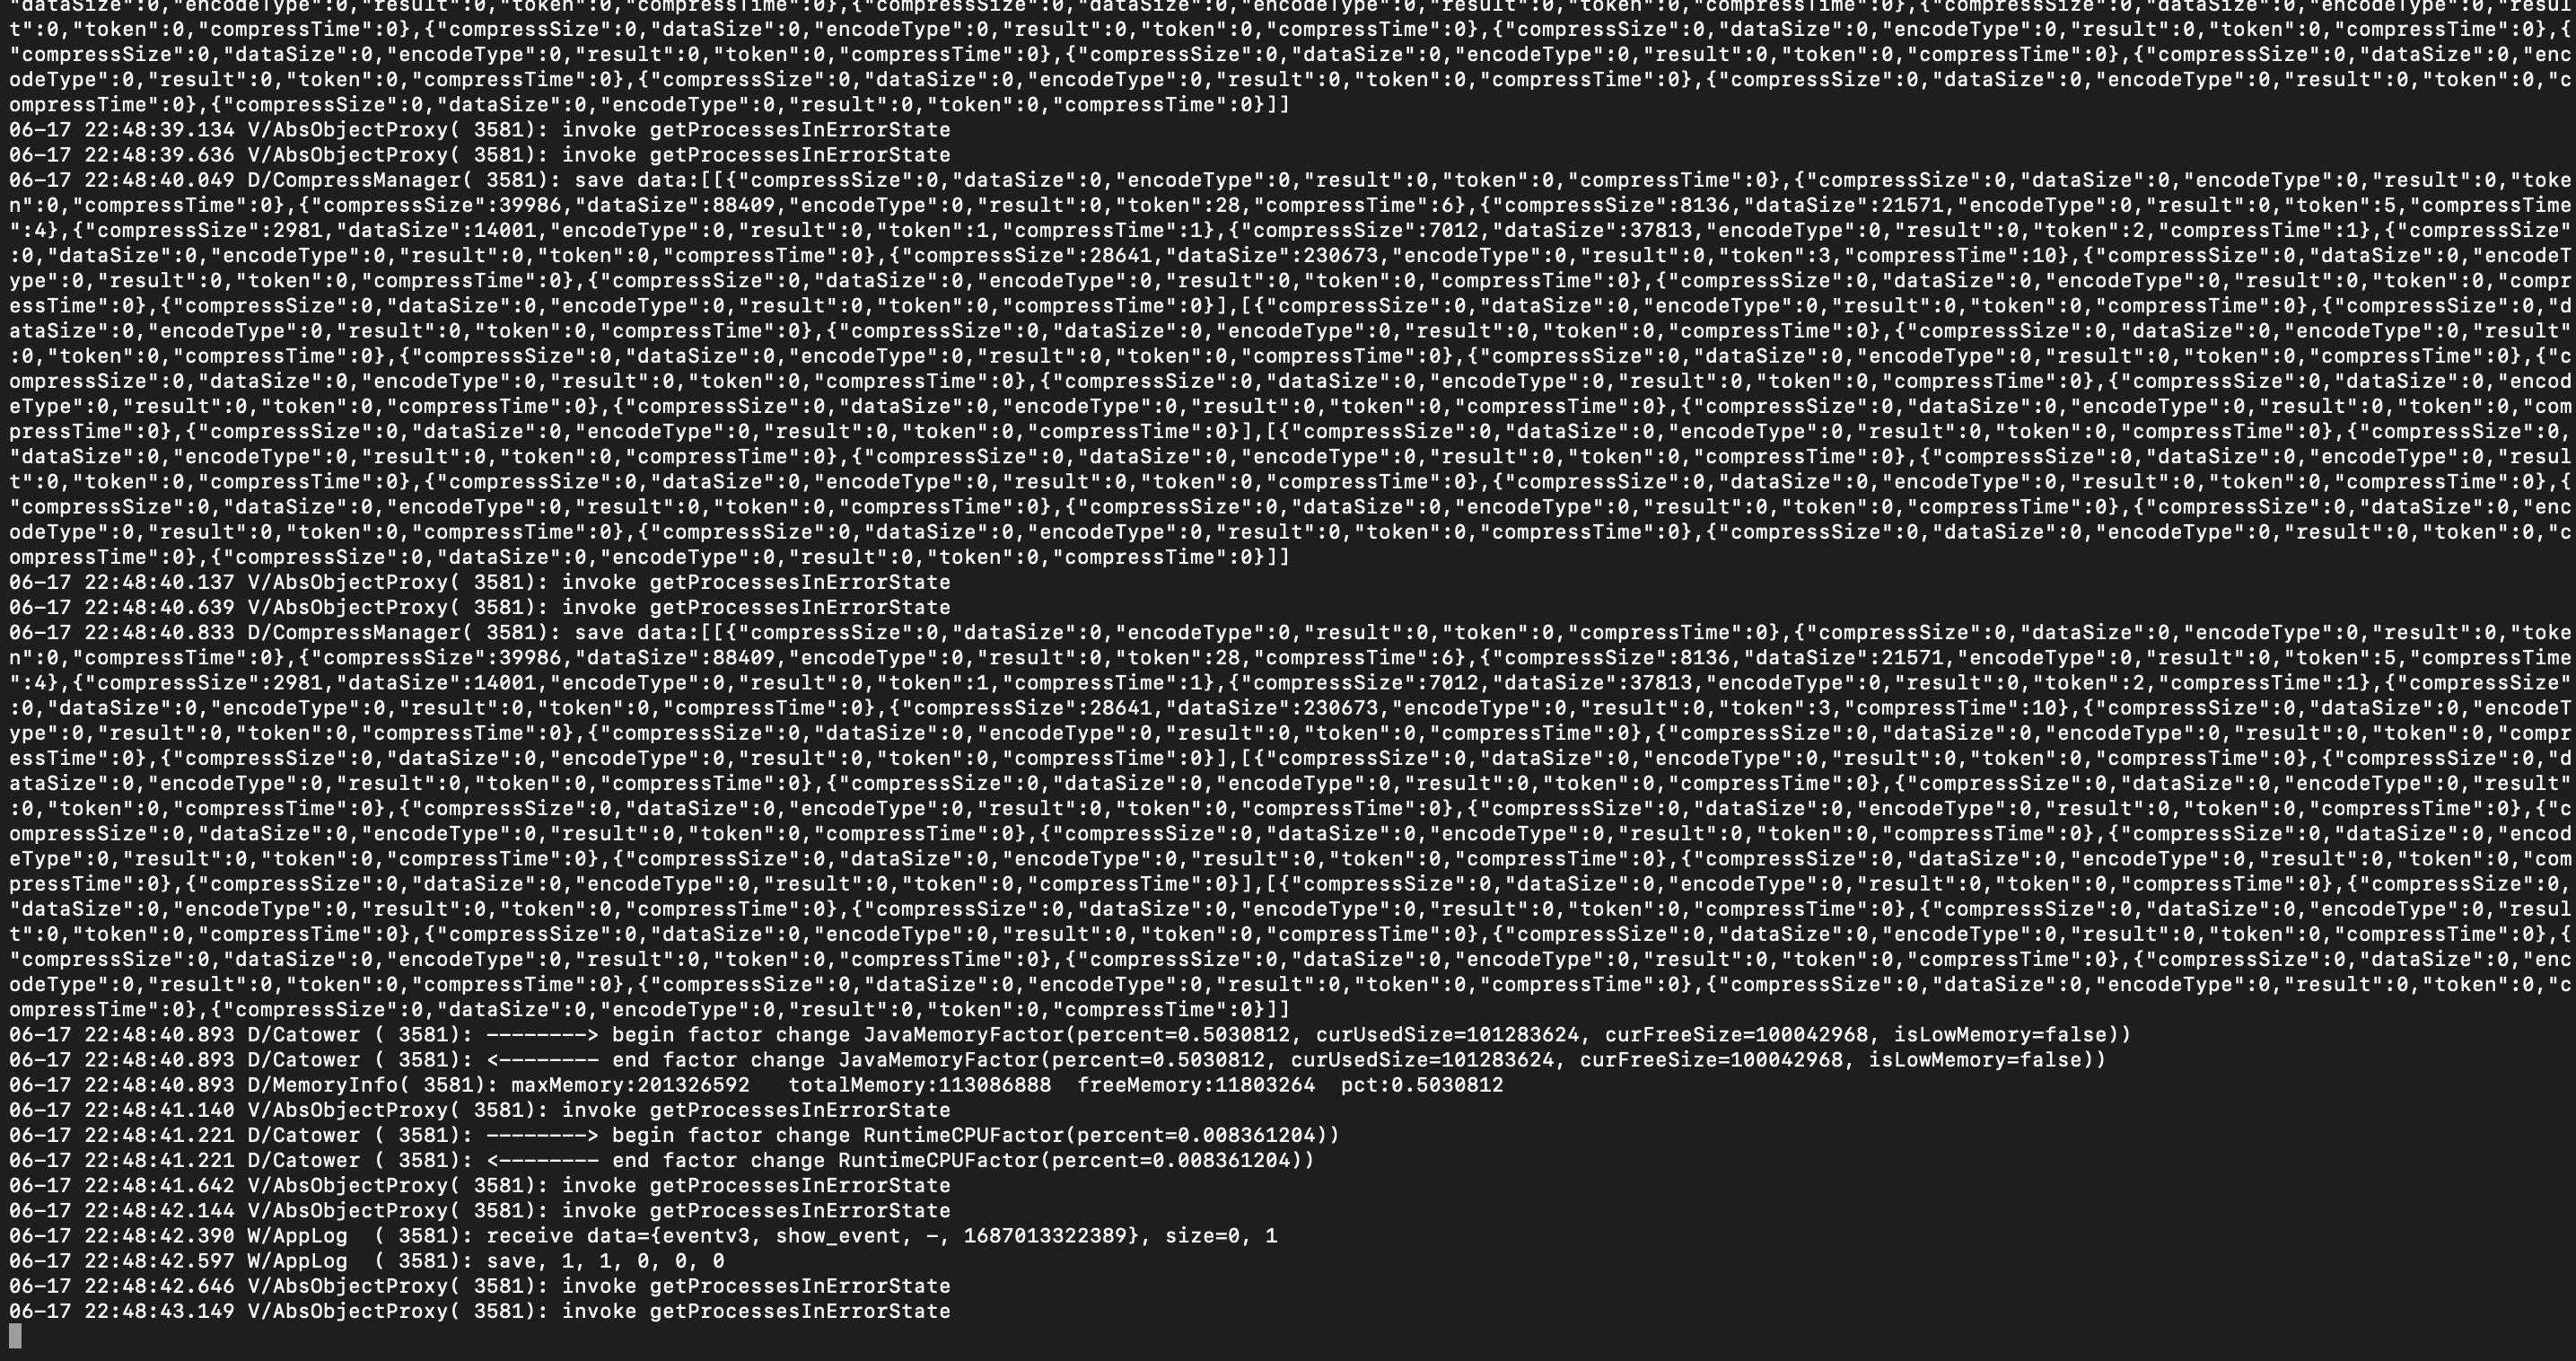 "dataSize":0,"encodeType":0,"result":0,"token":0,"compressTime":0},{"compressSize":0,"dataSize":0,"encodeType":0,"result":0,"token":0,"compressTime":0},{"compressSize":0,"dataSize":0,"encodeType":0,"resul
t":0,"token":0,"compressTime":0},{"compressSize":0,"dataSize":0,"encodeType":0,"result":0,"token":0,"compressTime":0},{"compressSize":0,"dataSize":0,"encodeType":0,"result":0,"token":0,"compressTime":0},{
"compressSize":0,"dataSize":0,"encodeType":0,"result":0,"token":0,"compressTime":0},{"compressSize":0,"dataSize":0,"encodeType":0,"result":0,"token":0,"compressTime":0},{"compressSize":0,"dataSize":0,"enc
odeType":0,"result":0,"token":0,"compressTime":0},{"compressSize":0,"dataSize":0,"encodeType":0,"result":0,"token":0,"compressTime":0},{"compressSize":0,"dataSize":0,"encodeType":0,"result":0,"token":0,"c
ompressTime":0},{"compressSize":0,"dataSize":0,"encodeType":0,"result":0,"token":0,"compressTime":0}]]
06-17 22:48:39.134 V/AbsObjectProxy( 3581): invoke getProcessesInErrorState
06-17 22:48:39.636 V/AbsObjectProxy( 3581): invoke getProcessesInErrorState
06-17 22:48:40.049 D/CompressManager( 3581): save data:[[{"compressSize":0,"dataSize":0,"encodeType":0,"result":0,"token":0,"compressTime":0},{"compressSize":0,"dataSize":0,"encodeType":0,"result":0,"toke
n":0,"compressTime":0},{"compressSize":39986,"dataSize":88409,"encodeType":0,"result":0,"token":28,"compressTime":6},{"compressSize":8136,"dataSize":21571,"encodeType":0,"result":0,"token":5,"compressTime
":4},{"compressSize":2981,"dataSize":14001,"encodeType":0,"result":0,"token":1,"compressTime":1},{"compressSize":7012,"dataSize":37813,"encodeType":0,"result":0,"token":2,"compressTime":1},{"compressSize"
:0,"dataSize":0,"encodeType":0,"result":0,"token":0,"compressTime":0},{"compressSize":28641,"dataSize":230673,"encodeType":0,"result":0,"token":3,"compressTime":10},{"compressSize":0,"dataSize":0,"encodeT
ype":0,"result":0,"token":0,"compressTime":0},{"compressSize":0,"dataSize":0,"encodeType":0,"result":0,"token":0,"compressTime":0},{"compressSize":0,"dataSize":0,"encodeType":0,"result":0,"token":0,"compr
essTime":0},{"compressSize":0,"dataSize":0,"encodeType":0,"result":0,"token":0,"compressTime":0}],[{"compressSize":0,"dataSize":0,"encodeType":0,"result":0,"token":0,"compressTime":0},{"compressSize":0,"d
ataSize":0,"encodeType":0,"result":0,"token":0,"compressTime":0},{"compressSize":0,"dataSize":0,"encodeType":0,"result":0,"token":0,"compressTime":0},{"compressSize":0,"dataSize":0,"encodeType":0,"result"
:0,"token":0,"compressTime":0},{"compressSize":0,"dataSize":0,"encodeType":0,"result":0,"token":0,"compressTime":0},{"compressSize":0,"dataSize":0,"encodeType":0,"result":0,"token":0,"compressTime":0},{"c
ompressSize":0,"dataSize":0,"encodeType":0,"result":0,"token":0,"compressTime":0},{"compressSize":0,"dataSize":0,"encodeType":0,"result":0,"token":0,"compressTime":0},{"compressSize":0,"dataSize":0,"encod
eType":0,"result":0,"token":0,"compressTime":0},{"compressSize":0,"dataSize":0,"encodeType":0,"result":0,"token":0,"compressTime":0},{"compressSize":0,"dataSize":0,"encodeType":0,"result":0,"token":0,"com
pressTime":0},{"compressSize":0,"dataSize":0,"encodeType":0,"result":0,"token":0,"compressTime":0}],[{"compressSize":0,"dataSize":0,"encodeType":0,"result":0,"token":0,"compressTime":0},{"compressSize":0,
"dataSize":0,"encodeType":0,"result":0,"token":0,"compressTime":0},{"compressSize":0,"dataSize":0,"encodeType":0,"result":0,"token":0,"compressTime":0},{"compressSize":0,"dataSize":0,"encodeType":0,"resul
t":0,"token":0,"compressTime":0},{"compressSize":0,"dataSize":0,"encodeType":0,"result":0,"token":0,"compressTime":0},{"compressSize":0,"dataSize":0,"encodeType":0,"result":0,"token":0,"compressTime":0},{
"compressSize":0,"dataSize":0,"encodeType":0,"result":0,"token":0,"compressTime":0},{"compressSize":0,"dataSize":0,"encodeType":0,"result":0,"token":0,"compressTime":0},{"compressSize":0,"dataSize":0,"enc
odeType":0,"result":0,"token":0,"compressTime":0},{"compressSize":0,"dataSize":0,"encodeType":0,"result":0,"token":0,"compressTime":0},{"compressSize":0,"dataSize":0,"encodeType":0,"result":0,"token":0,"c
ompressTime":0},{"compressSize":0,"dataSize":0,"encodeType":0,"result":0,"token":0,"compressTime":0}]]
06-17 22:48:40.137 V/AbsObjectProxy( 3581): invoke getProcessesInErrorState
06-17 22:48:40.639 V/AbsObjectProxy( 3581): invoke getProcessesInErrorState
06-17 22:48:40.833 D/CompressManager( 3581): save data:[[{"compressSize":0,"dataSize":0,"encodeType":0,"result":0,"token":0,"compressTime":0},{"compressSize":0,"dataSize":0,"encodeType":0,"result":0,"toke
n":0,"compressTime":0},{"compressSize":39986,"dataSize":88409,"encodeType":0,"result":0,"token":28,"compressTime":6},{"compressSize":8136,"dataSize":21571,"encodeType":0,"result":0,"token":5,"compressTime
":4},{"compressSize":2981,"dataSize":14001,"encodeType":0,"result":0,"token":1,"compressTime":1},{"compressSize":7012,"dataSize":37813,"encodeType":0,"result":0,"token":2,"compressTime":1},{"compressSize"
:0,"dataSize":0,"encodeType":0,"result":0,"token":0,"compressTime":0},{"compressSize":28641,"dataSize":230673,"encodeType":0,"result":0,"token":3,"compressTime":10},{"compressSize":0,"dataSize":0,"encodeT
ype":0,"result":0,"token":0,"compressTime":0},{"compressSize":0,"dataSize":0,"encodeType":0,"result":0,"token":0,"compressTime":0},{"compressSize":0,"dataSize":0,"encodeType":0,"result":0,"token":0,"compr
essTime":0},{"compressSize":0,"dataSize":0,"encodeType":0,"result":0,"token":0,"compressTime":0}],[{"compressSize":0,"dataSize":0,"encodeType":0,"result":0,"token":0,"compressTime":0},{"compressSize":0,"d
ataSize":0,"encodeType":0,"result":0,"token":0,"compressTime":0},{"compressSize":0,"dataSize":0,"encodeType":0,"result":0,"token":0,"compressTime":0},{"compressSize":0,"dataSize":0,"encodeType":0,"result"
:0,"token":0,"compressTime":0},{"compressSize":0,"dataSize":0,"encodeType":0,"result":0,"token":0,"compressTime":0},{"compressSize":0,"dataSize":0,"encodeType":0,"result":0,"token":0,"compressTime":0},{"c
ompressSize":0,"dataSize":0,"encodeType":0,"result":0,"token":0,"compressTime":0},{"compressSize":0,"dataSize":0,"encodeType":0,"result":0,"token":0,"compressTime":0},{"compressSize":0,"dataSize":0,"encod
eType":0,"result":0,"token":0,"compressTime":0},{"compressSize":0,"dataSize":0,"encodeType":0,"result":0,"token":0,"compressTime":0},{"compressSize":0,"dataSize":0,"encodeType":0,"result":0,"token":0,"com
pressTime":0},{"compressSize":0,"dataSize":0,"encodeType":0,"result":0,"token":0,"compressTime":0}],[{"compressSize":0,"dataSize":0,"encodeType":0,"result":0,"token":0,"compressTime":0},{"compressSize":0,
"dataSize":0,"encodeType":0,"result":0,"token":0,"compressTime":0},{"compressSize":0,"dataSize":0,"encodeType":0,"result":0,"token":0,"compressTime":0},{"compressSize":0,"dataSize":0,"encodeType":0,"resul
t":0,"token":0,"compressTime":0},{"compressSize":0,"dataSize":0,"encodeType":0,"result":0,"token":0,"compressTime":0},{"compressSize":0,"dataSize":0,"encodeType":0,"result":0,"token":0,"compressTime":0},{
"compressSize":0,"dataSize":0,"encodeType":0,"result":0,"token":0,"compressTime":0},{"compressSize":0,"dataSize":0,"encodeType":0,"result":0,"token":0,"compressTime":0},{"compressSize":0,"dataSize":0,"enc
odeType":0,"result":0,"token":0,"compressTime":0},{"compressSize":0,"dataSize":0,"encodeType":0,"result":0,"token":0,"compressTime":0},{"compressSize":0,"dataSize":0,"encodeType":0,"result":0,"token":0,"c
ompressTime":0},{"compressSize":0,"dataSize":0,"encodeType":0,"result":0,"token":0,"compressTime":0}]]
06-17 22:48:40.893 D/Catower ( 3581): --------> begin factor change JavaMemoryFactor(percent=0.5030812, curUsedSize=101283624, curFreeSize=100042968, isLowMemory=false))
06-17 22:48:40.893 D/Catower ( 3581): <-------- end factor change JavaMemoryFactor(percent=0.5030812, curUsedSize=101283624, curFreeSize=100042968, isLowMemory=false))
06-17 22:48:40.893 D/MemoryInfo( 3581): maxMemory:201326592   totalMemory:113086888  freeMemory:11803264  pct:0.5030812
06-17 22:48:41.140 V/AbsObjectProxy( 3581): invoke getProcessesInErrorState
06-17 22:48:41.221 D/Catower ( 3581): --------> begin factor change RuntimeCPUFactor(percent=0.008361204))
06-17 22:48:41.221 D/Catower ( 3581): <-------- end factor change RuntimeCPUFactor(percent=0.008361204))
06-17 22:48:41.642 V/AbsObjectProxy( 3581): invoke getProcessesInErrorState
06-17 22:48:42.144 V/AbsObjectProxy( 3581): invoke getProcessesInErrorState
06-17 22:48:42.390 W/AppLog  ( 3581): receive data={eventv3, show_event, -, 1687013322389}, size=0, 1
06-17 22:48:42.597 W/AppLog  ( 3581): save, 1, 1, 0, 0, 0
06-17 22:48:42.646 V/AbsObjectProxy( 3581): invoke getProcessesInErrorState
06-17 22:48:43.149 V/AbsObjectProxy( 3581): invoke getProcessesInErrorState